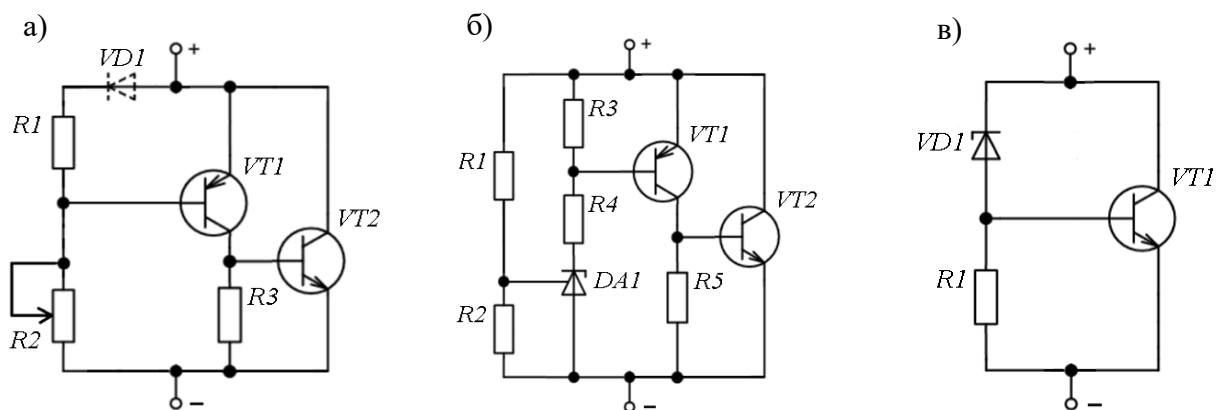 а)
VD1
+
R1
VT1
VT2
R3
R2
−
б)
+
R3
R1
VT1
R4
VT2
DA1
R5
R2
−
в)
+
VD1
VT1
R1
−